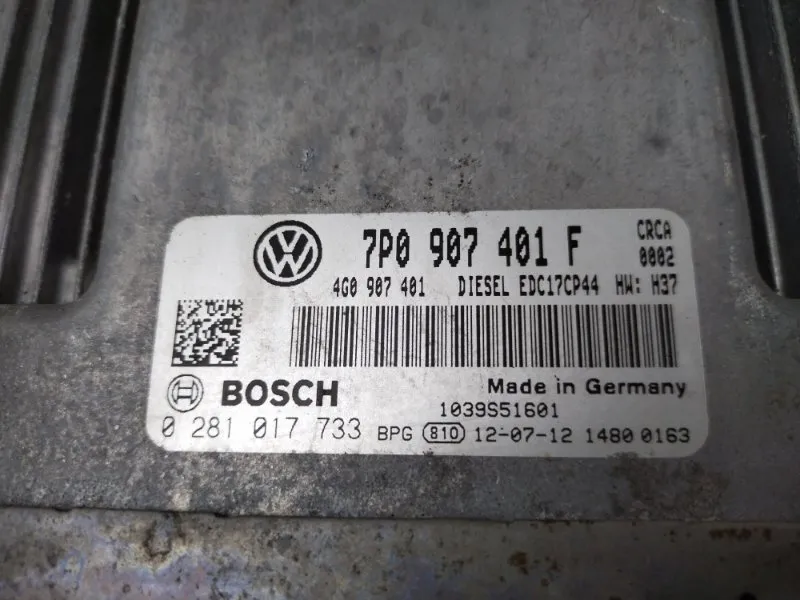 7P0 907 401 F CRCA
0002
4G0 907 401 DIESEL EDC17CP44 HW: H37
BOSCH Made in Germany
1039S51601
0 281 017 733 BPG 810 12-07-12 1480 0163